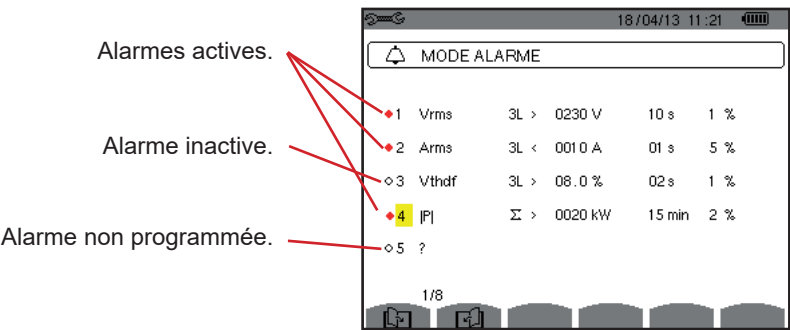 18/04/13 11:21
MODE ALARME
Alarmes actives.
1 Vrms 3L > 0230 V 10 s 1 %
2 Arms 3L < 0010 A 01 s 5 %
Alarme inactive.
3 Vthdf 3L > 08.0 % 02 s 1 %
4 |P| Σ > 0020 kW 15 min 2 %
Alarme non programmée.
5 ?
1/8